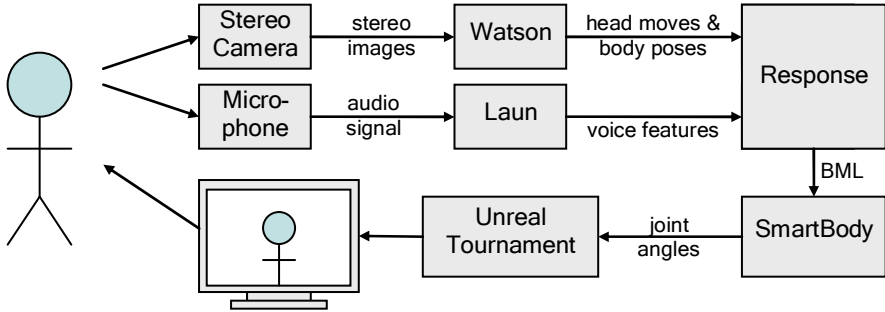 Stereo
Camera
stereo
images
Watson
head moves &
body poses
Response
Micro-
phone
audio
signal
Laun
voice features
BML
Unreal
Tournament
joint
angles
SmartBody